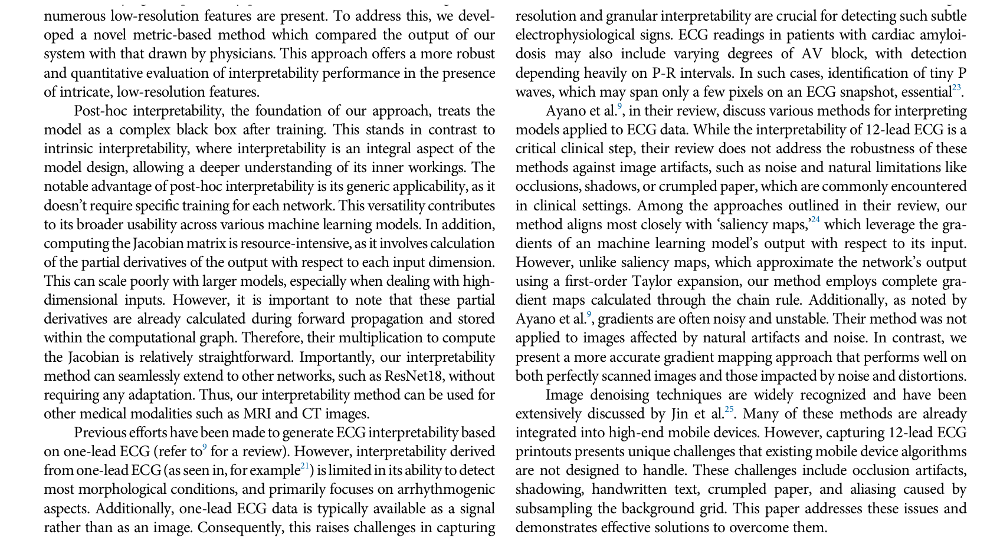 numerous low-resolution features are present. To address this, we devel-
oped a novel metric-based method which compared the output of our
system with that drawn by physicians. This approach offers a more robust
and quantitative evaluation of interpretability performance in the presence
of intricate, low-resolution features.
Post-hoc interpretability, the foundation of our approach, treats the
model as a complex black box after training. This stands in contrast to
intrinsic interpretability, where interpretability is an integral aspect of the
model design, allowing a deeper understanding of its inner workings. The
notable advantage of post-hoc interpretability is its generic applicability, as it
doesn't require specific training for each network. This versatility contributes
to its broader usability across various machine learning models. In addition,
computing the Jacobian matrix is resource-intensive, as it involves calculation
of the partial derivatives of the output with respect to each input dimension.
This can scale poorly with larger models, especially when dealing with high-
dimensional inputs. However, it is important to note that these partial
derivatives are already calculated during forward propagation and stored
within the computational graph. Therefore, their multiplication to compute
the Jacobian is relatively straightforward. Importantly, our interpretability
method can seamlessly extend to other networks, such as ResNet18, without
requiring any adaptation. Thus, our interpretability method can be used for
other medical modalities such as MRI and CT images.
Previous efforts have been made to generate ECG interpretability based
on one-lead ECG (refer to9 for a review). However, interpretability derived
from one-lead ECG (as seen in, for example21) is limited in its ability to detect
most morphological conditions, and primarily focuses on arrhythmogenic
aspects. Additionally, one-lead ECG data is typically available as a signal
rather than as an image. Consequently, this raises challenges in capturing
resolution and granular interpretability are crucial for detecting such subtle
electrophysiological signs. ECG readings in patients with cardiac amyloi-
dosis may also include varying degrees of AV block, with detection
depending heavily on P-R intervals. In such cases, identification of tiny P
waves, which may span only a few pixels on an ECG snapshot, essential23.
Ayano et al.9, in their review, discuss various methods for interpreting
models applied to ECG data. While the interpretability of 12-lead ECG is a
critical clinical step, their review does not address the robustness of these
methods against image artifacts, such as noise and natural limitations like
occlusions, shadows, or crumpled paper, which are commonly encountered
in clinical settings. Among the approaches outlined in their review, our
method aligns most closely with 'saliency maps,'24 which leverage the gra-
dients of an machine learning model's output with respect to its input.
However, unlike saliency maps, which approximate the network's output
using a first-order Taylor expansion, our method employs complete gra-
dient maps calculated through the chain rule. Additionally, as noted by
Ayano et al.9, gradients are often noisy and unstable. Their method was not
applied to images affected by natural artifacts and noise. In contrast, we
present a more accurate gradient mapping approach that performs well on
both perfectly scanned images and those impacted by noise and distortions.
Image denoising techniques are widely recognized and have been
extensively discussed by Jin et al.25. Many of these methods are already
integrated into high-end mobile devices. However, capturing 12-lead ECG
printouts presents unique challenges that existing mobile device algorithms
are not designed to handle. These challenges include occlusion artifacts,
shadowing, handwritten text, crumpled paper, and aliasing caused by
subsampling the background grid. This paper addresses these issues and
demonstrates effective solutions to overcome them.